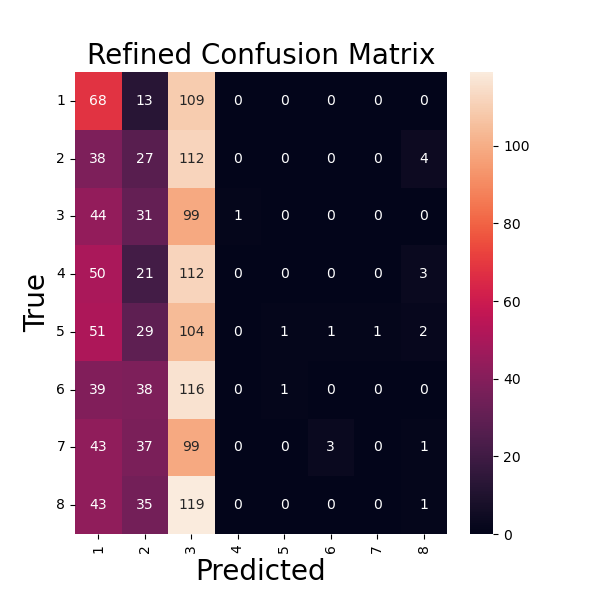 Refined Confusion Matrix
1 68 13 109 0 0 0 0 0
2 38 27 112 0 0 0 0 4
3 44 31 99 1 0 0 0 0
4 50 21 112 0 0 0 0 3
5 51 29 104 0 1 1 1 2
6 39 38 116 0 1 0 0 0
7 43 37 99 0 0 3 0 1
8 43 35 119 0 0 0 0 1
True
1 2 3 4 5 6 7 8
Predicted
100
80
60
40
20
0